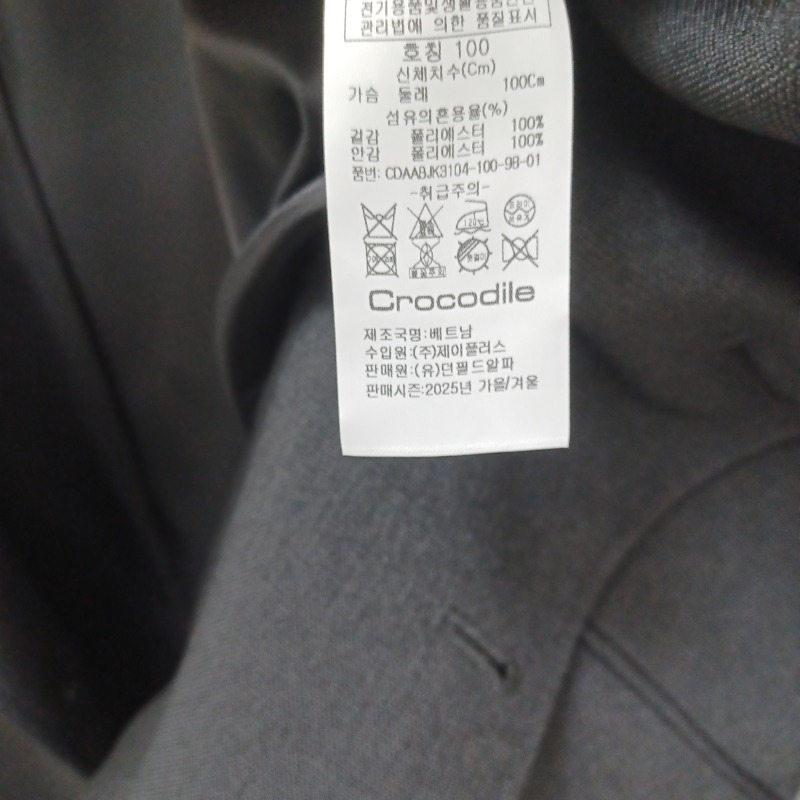 전기용품및생활용품안전
관리법에 의한 품질표시
호칭 100
신체치수(Cm)
가슴 둘레 100Cm
섬유의혼용율(%)
겉감 폴리에스터 100%
안감 폴리에스터 100%
품번: CDAABJK3104-100-98-01
-취급주의-
120℃
드라이
Crocodile
제조국명:베트남
수입원:(주)제이플러스
판매원:(유)던필드알파
판매시즌:2025년 가을/겨울